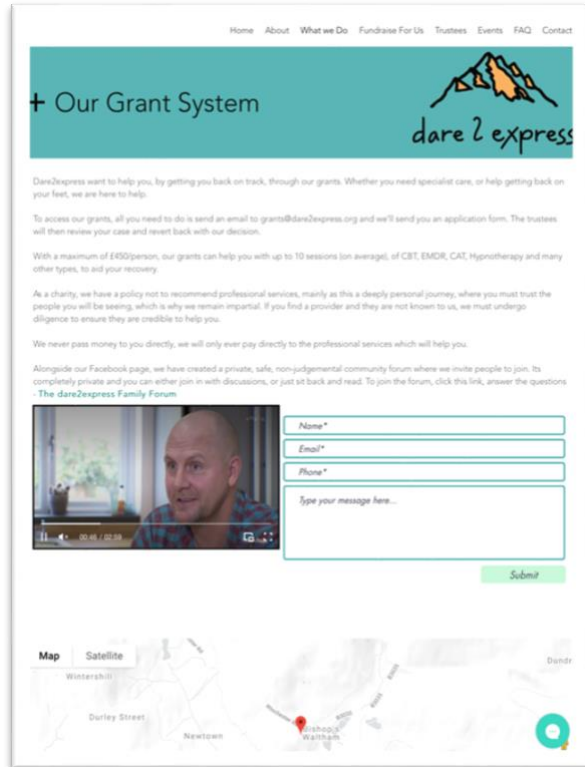 Home About What we Do Fundraise For Us Trustees Events FAQ Contact
+ Our Grant System
dare 2 express
Dare2express want to help you, by getting you back on track, through our grants. Whether you need specialist care, or help getting back on
your feet, we are here to help.
To access our grants, all you need to do is send an email to grants@dare2express.org and we'll send you an application form. The trustees
will then review your case and revert back with our decision.
With a maximum of £450/person, our grants can help you with up to 10 sessions (on average), of CBT, EMDR, CAT, Hypnotherapy and many
other types, to aid your recovery.
As a charity, we have a policy not to recommend professional services, mainly as this a deeply personal journey, where you must trust the
people you will be seeing, which is why we remain impartial. If you find a provider and they are not known to us, we must undergo
diligence to ensure they are credible to help you.
We never pass money to you directly, we will only ever pay directly to the professional services which will help you.
Alongside our Facebook page, we have created a private, safe, non-judgemental community forum where we invite people to join. Its
completely private and you can either join in with discussions, or just sit back and read. To join the forum, click this link, answer the questions
- The dare2express Family Forum
00:46 / 02:59
Name*
Email*
Phone*
Type your message here...
Submit
Map Satellite
Wintershill
Dundr
Durley Street
Newtown
Bishop's
Waltham